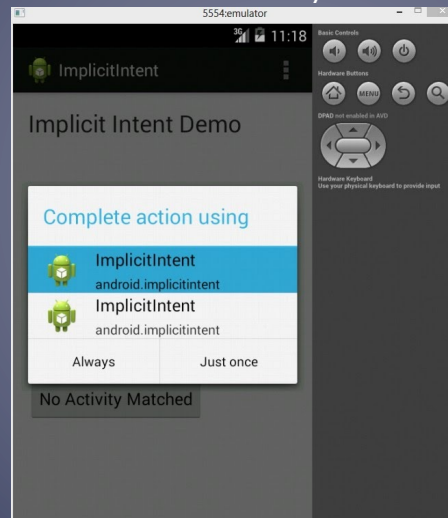 5554:emulator
3G 11:18
ImplicitIntent
Implicit Intent Demo
Complete action using
ImplicitIntent
android.implicitintent
ImplicitIntent
android.implicitintent
Always
Just once
No Activity Matched
Basic Controls
Hardware Buttons
MENU
DPAD not enabled in AVD
Hardware Keyboard
Use your physical keyboard to provide input